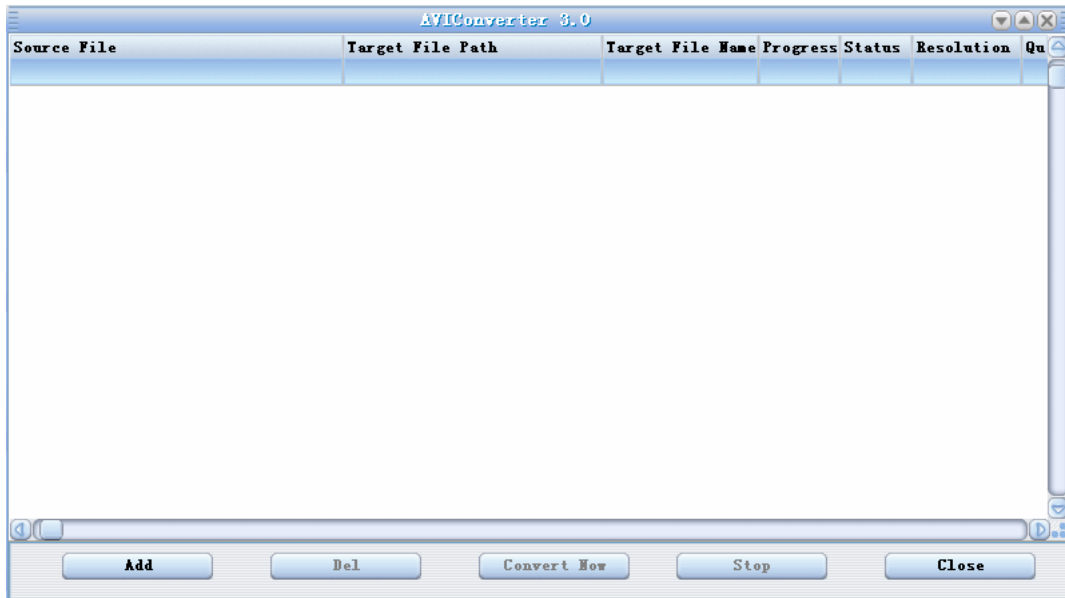 AVIConverter 3.0
Source File Target File Path Target File Name Progress Status Resolution Qu
Add Del Convert Now Stop Close